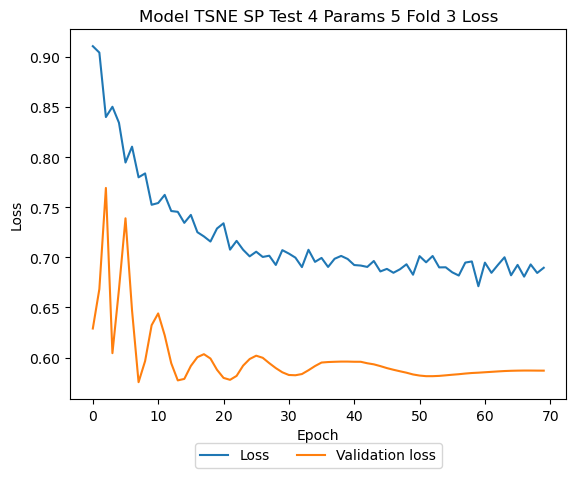 Model TSNE SP Test 4 Params 5 Fold 3 Loss
0.90
0.85
0.80
0.75
0.70
0.65
0.60
Loss
0 10 20 30 40 50 60 70
Epoch
Loss Validation loss